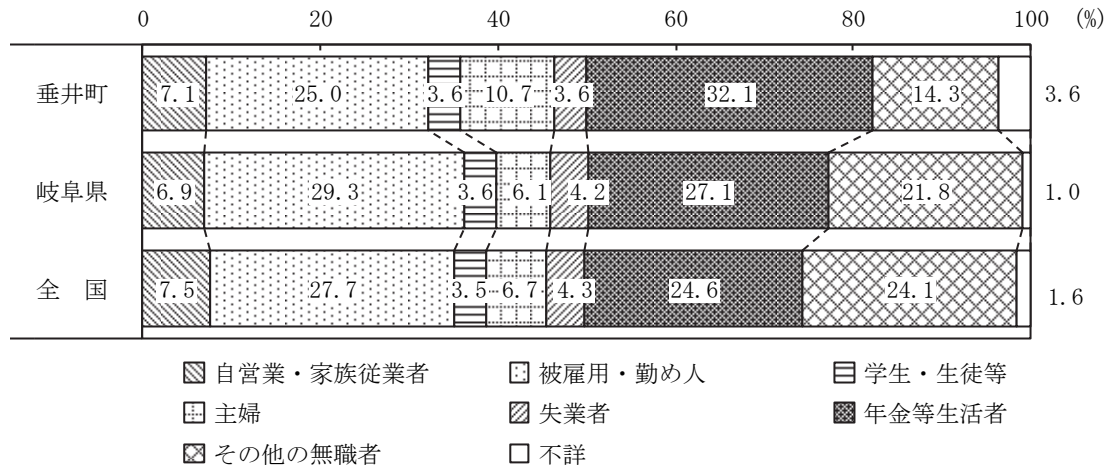 0 20 40 60 80 100 (%)
垂井町 7.1 25.0 3.6 10.7 3.6 32.1 14.3 3.6
岐阜県 6.9 29.3 3.6 6.1 4.2 27.1 21.8 1.0
全 国 7.5 27.7 3.5 6.7 4.3 24.6 24.1 1.6
自営業・家族従業者 被雇用・勤め人 学生・生徒等
主婦 失業者 年金等生活者
その他の無職者 不詳